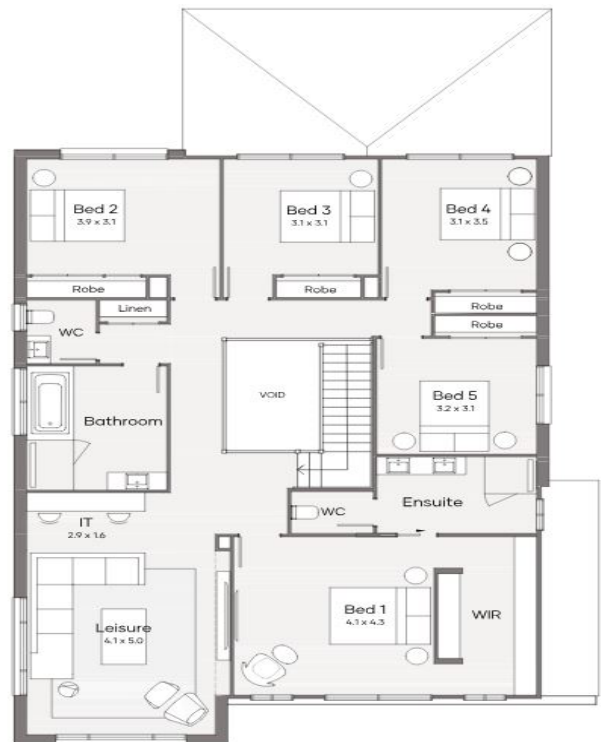 Bed 2
3.9 x 3.1
Bed 3
3.1 x 3.1
Bed 4
3.1 x 3.5
Robe
Robe
Robe
Robe
Linen
WC
VOID
Bathroom
Bed 5
3.2 x 3.1
Ensuite
WC
IT
2.9 x 1.6
Leisure
4.1 x 5.0
Bed 1
4.1 x 4.3
WIR